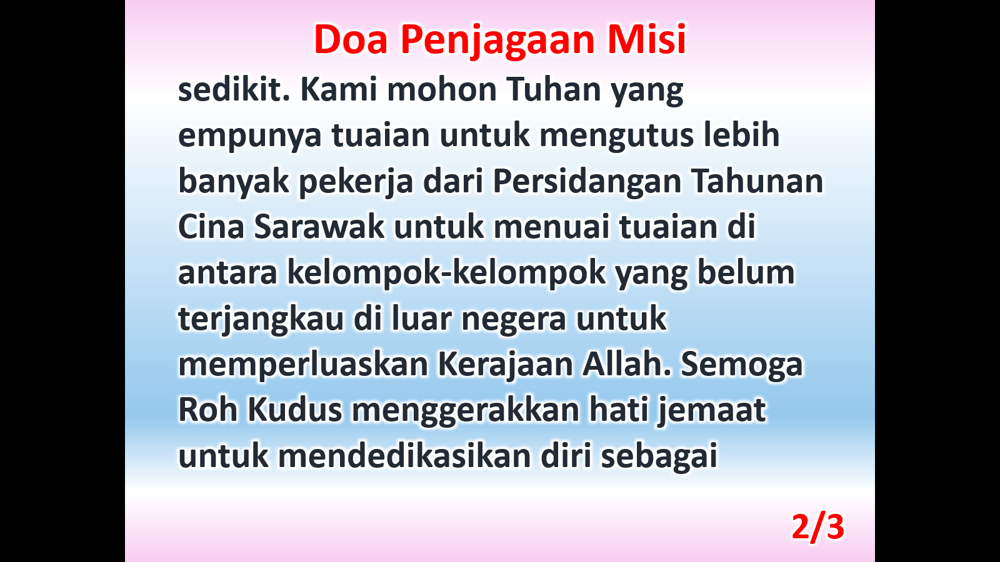 Doa Penjagaan Misi
sedikit. Kami mohon Tuhan yang
empunya tuaian untuk mengutus lebih
banyak pekerja dari Persidangan Tahunan
Cina Sarawak untuk menuai tuaian di
antara kelompok-kelompok yang belum
terjangkau di luar negera untuk
memperluaskan Kerajaan Allah. Semoga
Roh Kudus menggerakkan hati jemaat
untuk mendedikasikan diri sebagai
2/3